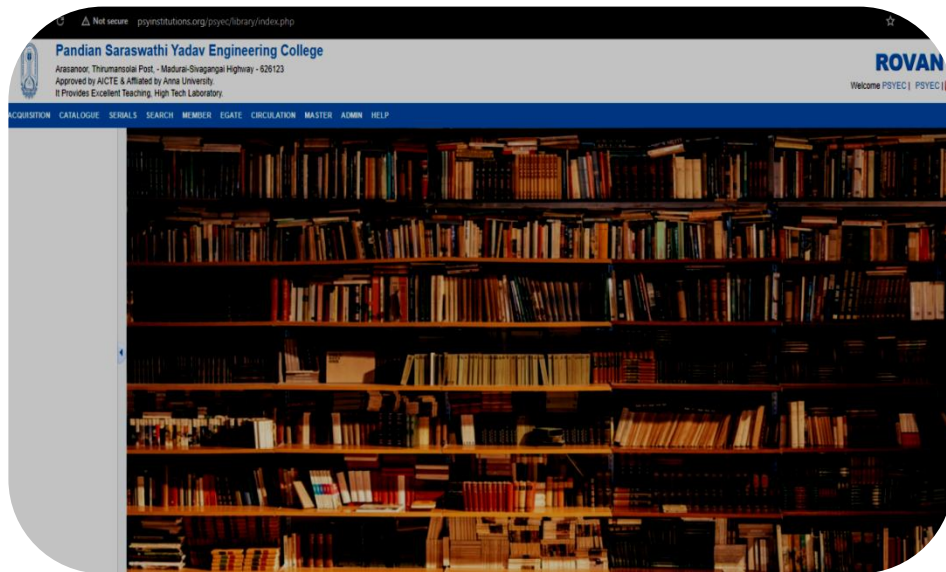 Not secure psyinstitutions.org/psyec/library/index.php
Pandian Saraswathi Yadav Engineering College
Arasanoor, Thirumansolai Post, - Madurai-Sivagangai Highway - 626123
Approved by AICTE & Affliated by Anna University.
It Provides Excellent Teaching, High Tech Laboratory.
ROVAN
Welcome PSYEC | PSYEC |
ACQUISITION CATALOGUE SERIALS SEARCH MEMBER EGATE CIRCULATION MASTER ADMIN HELP